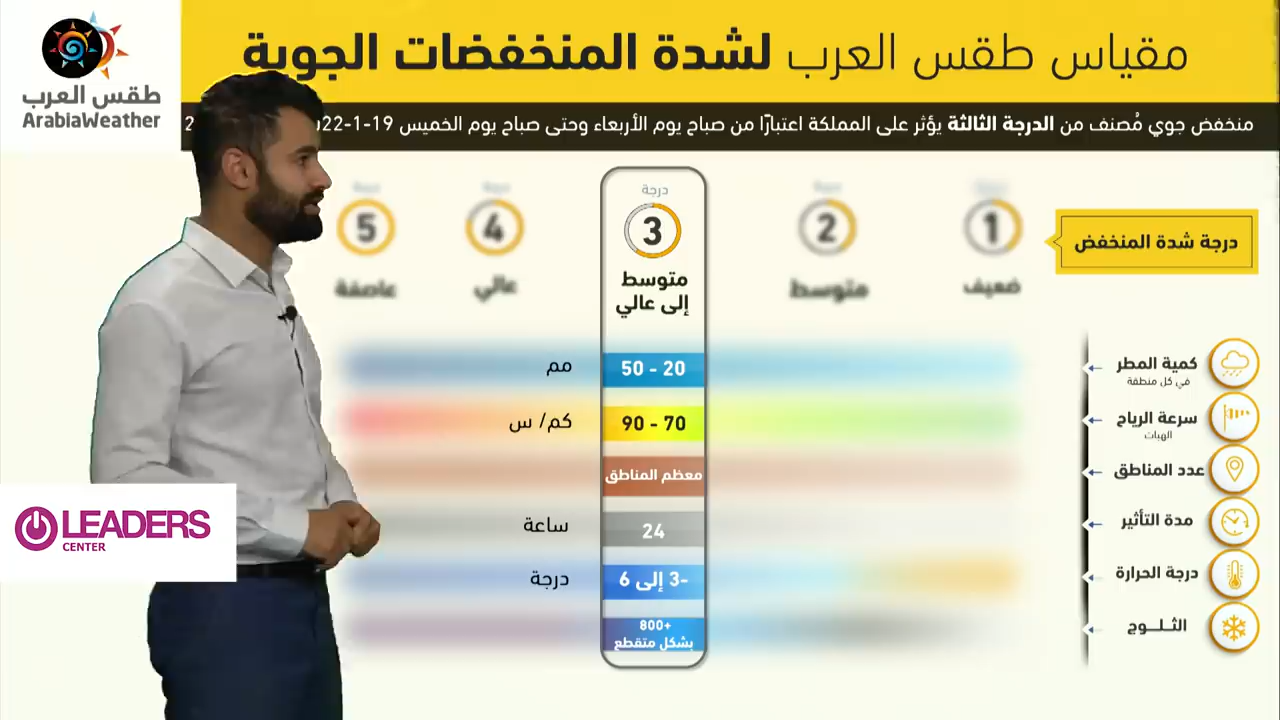 مقياس طقس العرب لشدة المنخفضات الجوية
طقس العرب
ArabiaWeather
منخفض جوي مُصنف من الدرجة الثالثة يؤثر على المملكة اعتبارًا من صباح يوم الأربعاء وحتى صباح يوم الخميس 19-1-22
درجة شدة المنخفض
1
ضعيف
2
متوسط
درجة
3
متوسط
إلى عالي
4
عالي
5
عاصفة
كمية المطر
في كل منطقة
20 - 50
مم
سرعة الرياح
الهبات
70 - 90
كم/ س
عدد المناطق
معظم المناطق
مدة التأثير
24
ساعة
درجة الحرارة
-3 إلى 6
درجة
الثلـــوج
+800
بشكل متقطع
LEADERS
CENTER